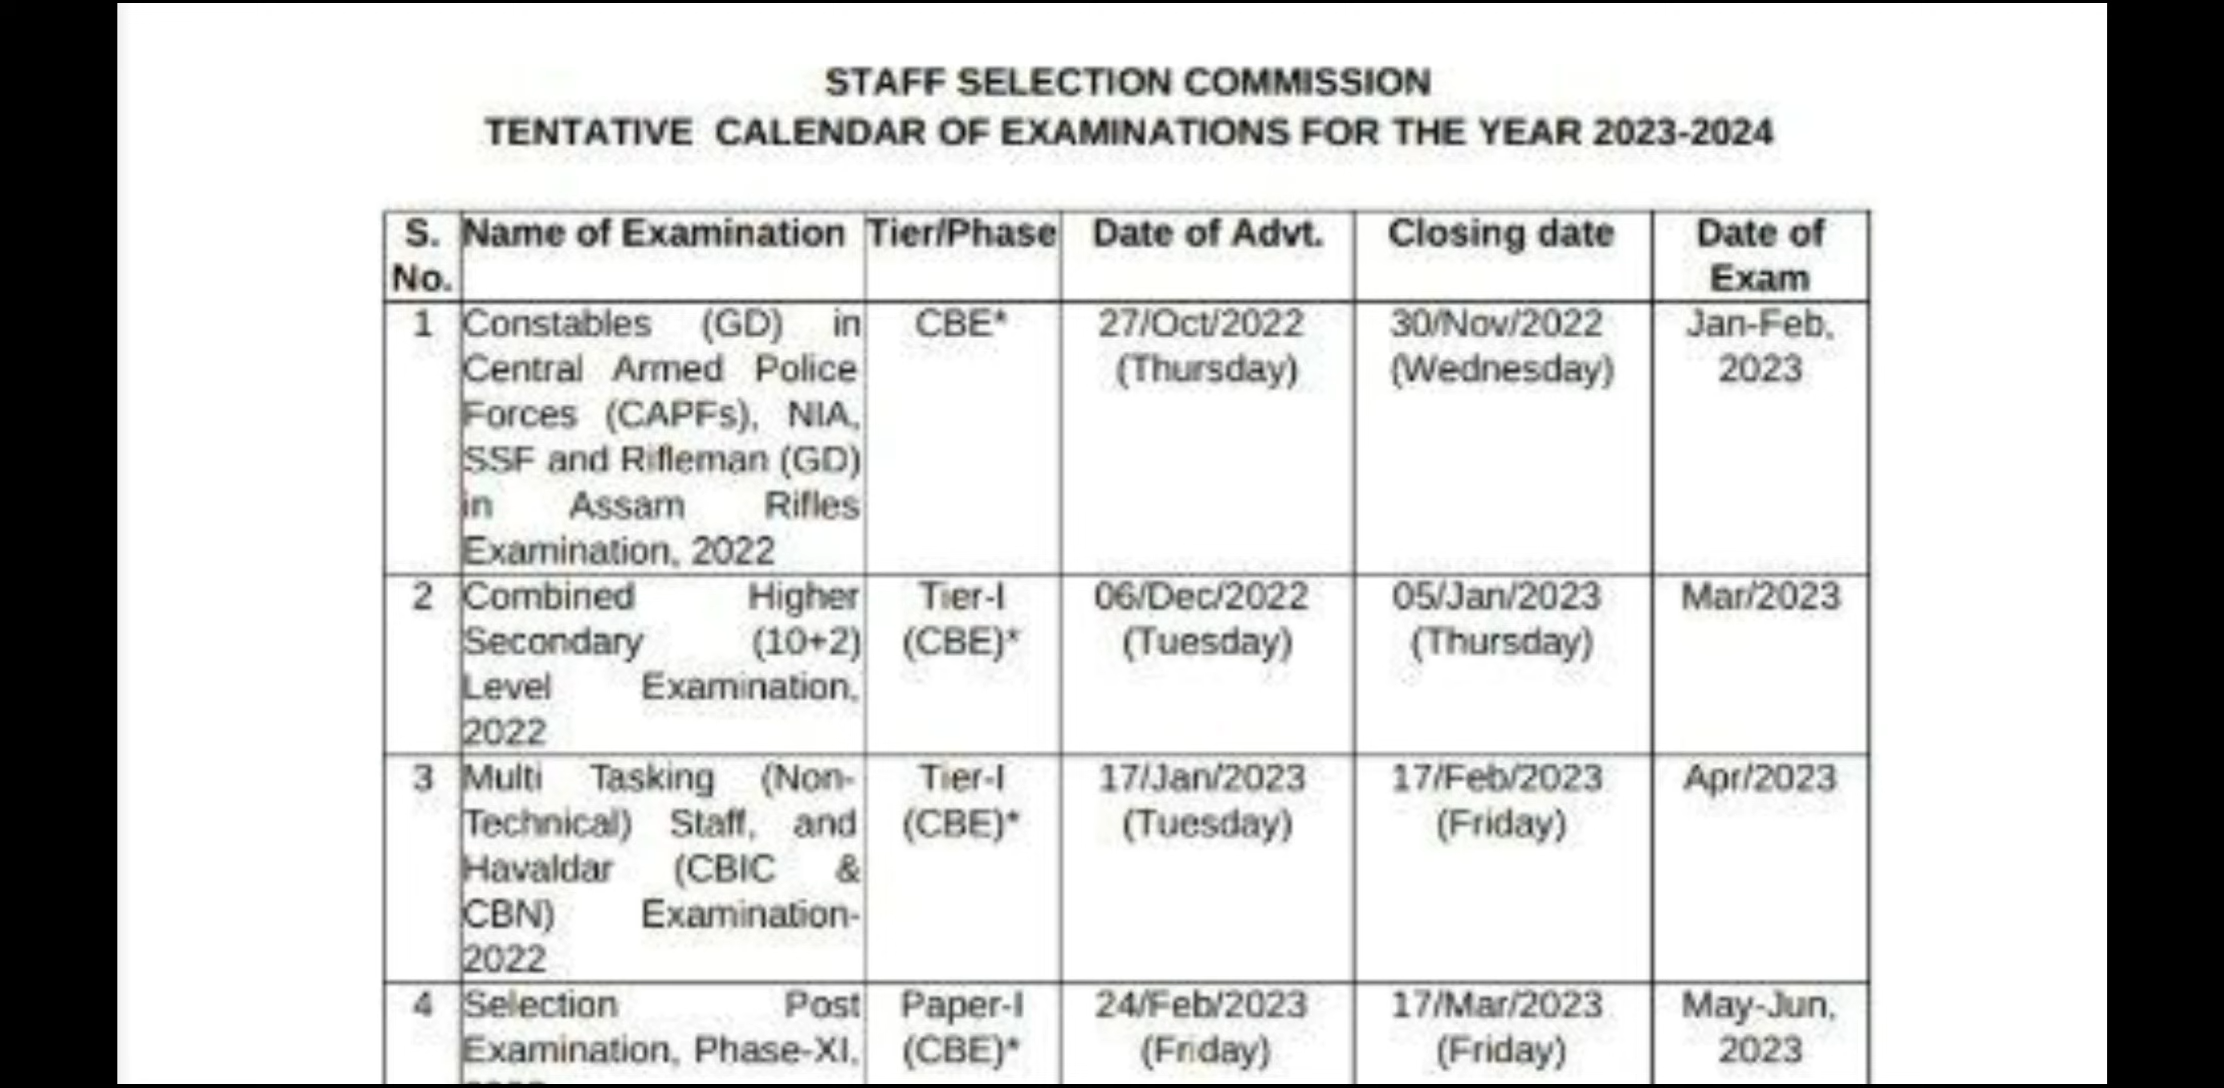 STAFF SELECTION COMMISSION
TENTATIVE CALENDAR OF EXAMINATIONS FOR THE YEAR 2023-2024
S. No. Name of Examination Tier/Phase Date of Advt. Closing date Date of Exam
1 Constables (GD) in CBE* 27/Oct/2022 30/Nov/2022 Jan-Feb,
Central Armed Police (Thursday) (Wednesday) 2023
Forces (CAPFs), NIA,
SSF and Rifleman (GD)
in Assam Rifles
Examination, 2022
2 Combined Higher Tier-I 06/Dec/2022 05/Jan/2023 Mar/2023
Secondary (10+2) (CBE)* (Tuesday) (Thursday)
Level Examination,
2022
3 Multi Tasking (Non- Tier-I 17/Jan/2023 17/Feb/2023 Apr/2023
Technical) Staff, and (CBE)* (Tuesday) (Friday)
Havaldar (CBIC &
CBN) Examination-
2022
4 Selection Post Paper-I 24/Feb/2023 17/Mar/2023 May-Jun,
Examination, Phase-XI, (CBE)* (Friday) (Friday) 2023